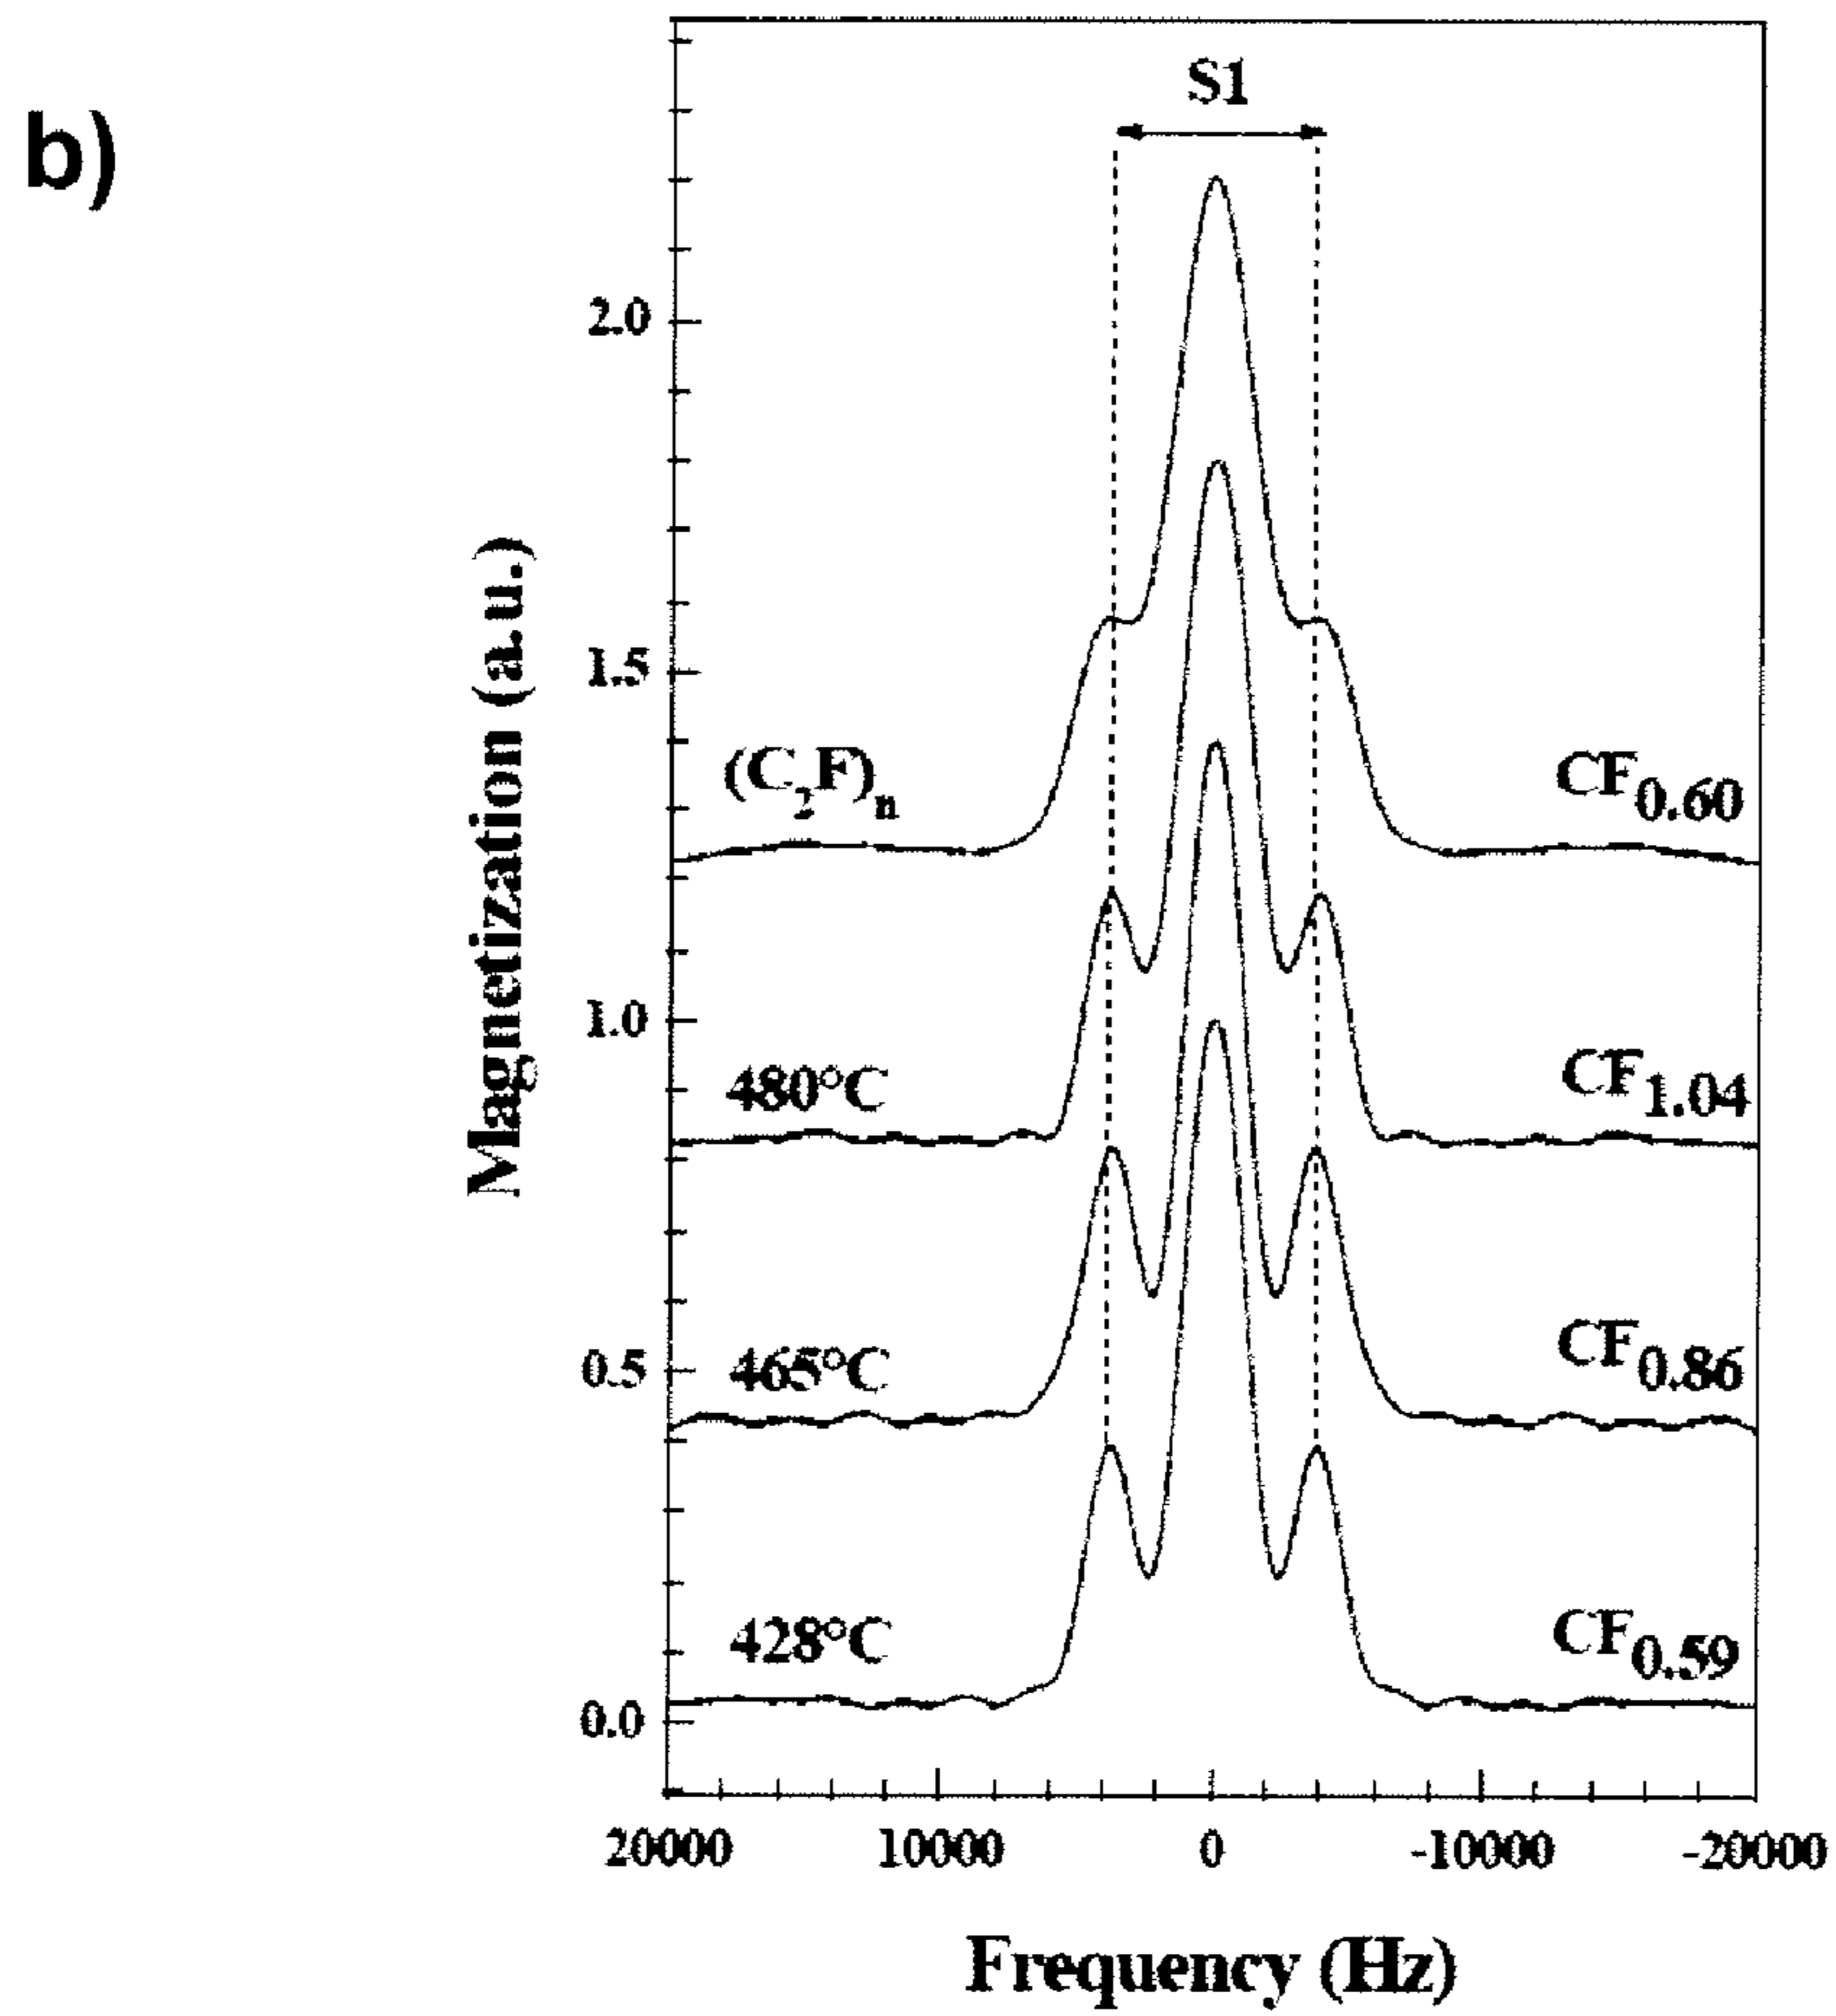 b)
S1
2.0
1.5
(C₂F)ₙ
CF₀.₆₀
Magnetization (a.u.)
1.0
480°C
CF₁.₀₄
0.5
465°C
CF₀.₈₆
428°C
CF₀.₅₉
0.0
20000 10000 0 -10000 -20000
Frequency (Hz)